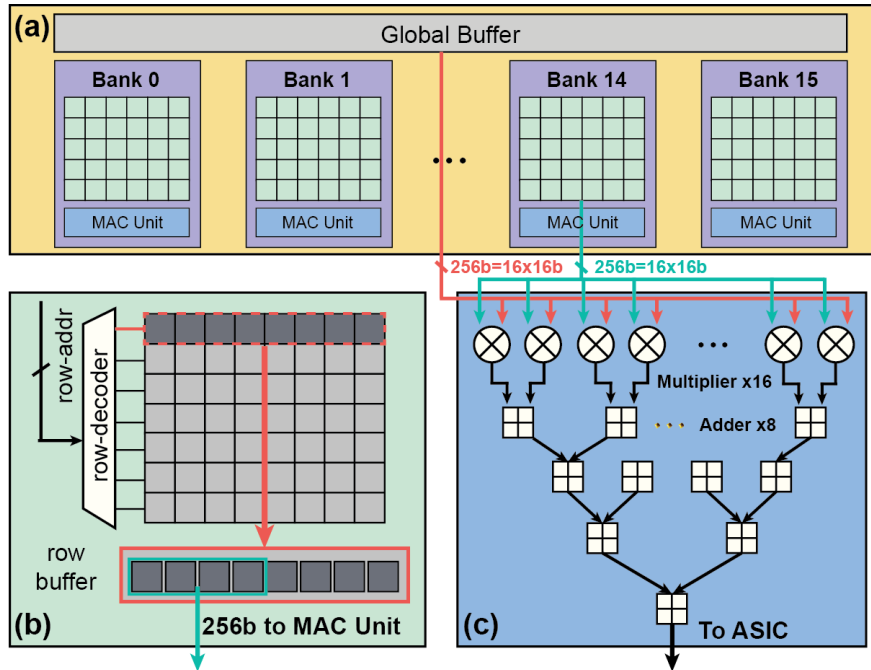 (a)
Global Buffer
Bank 0
Bank 1
Bank 14
Bank 15
MAC Unit
MAC Unit
MAC Unit
MAC Unit
256b=16x16b
256b=16x16b
row-addr
row-decoder
row
buffer
(b)
256b to MAC Unit
Multiplier x16
Adder x8
(c)
To ASIC